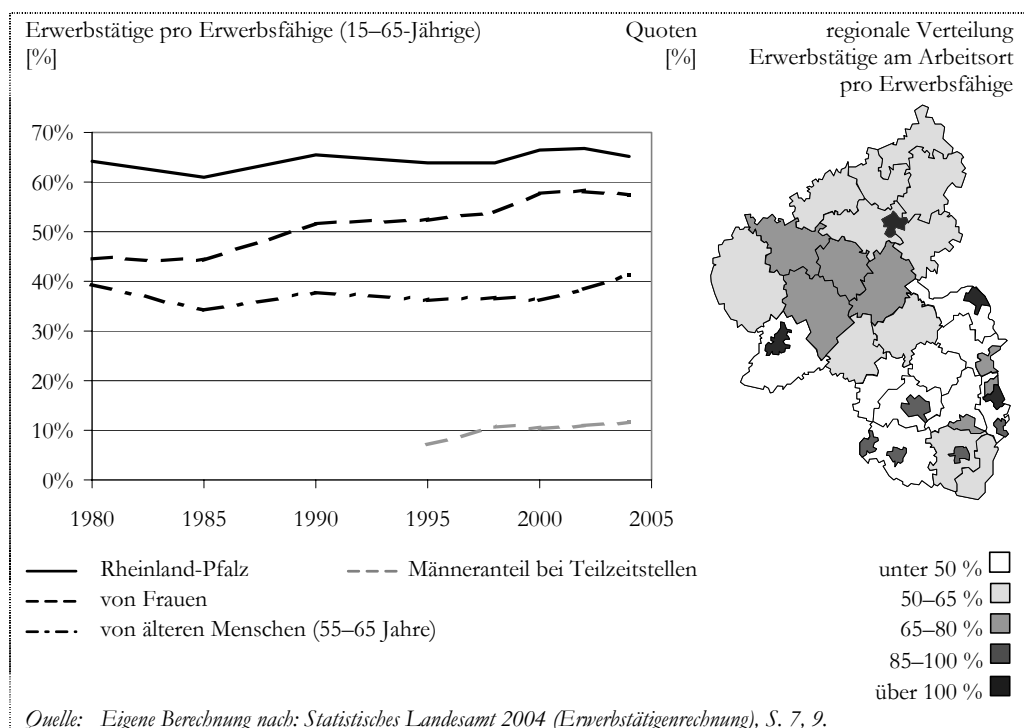 Erwerbstätige pro Erwerbsfähige (15–65-Jährige)
[%]
Quoten
[%]
regionale Verteilung
Erwerbstätige am Arbeitsort
pro Erwerbsfähige
70%
60%
50%
40%
30%
20%
10%
0%
1980 1985 1990 1995 2000 2005
Rheinland-Pfalz
Männeranteil bei Teilzeitstellen
von Frauen
von älteren Menschen (55–65 Jahre)
unter 50 %
50–65 %
65–80 %
85–100 %
über 100 %
Quelle: Eigene Berechnung nach: Statistisches Landesamt 2004 (Erwerbstätigenrechnung), S. 7, 9.